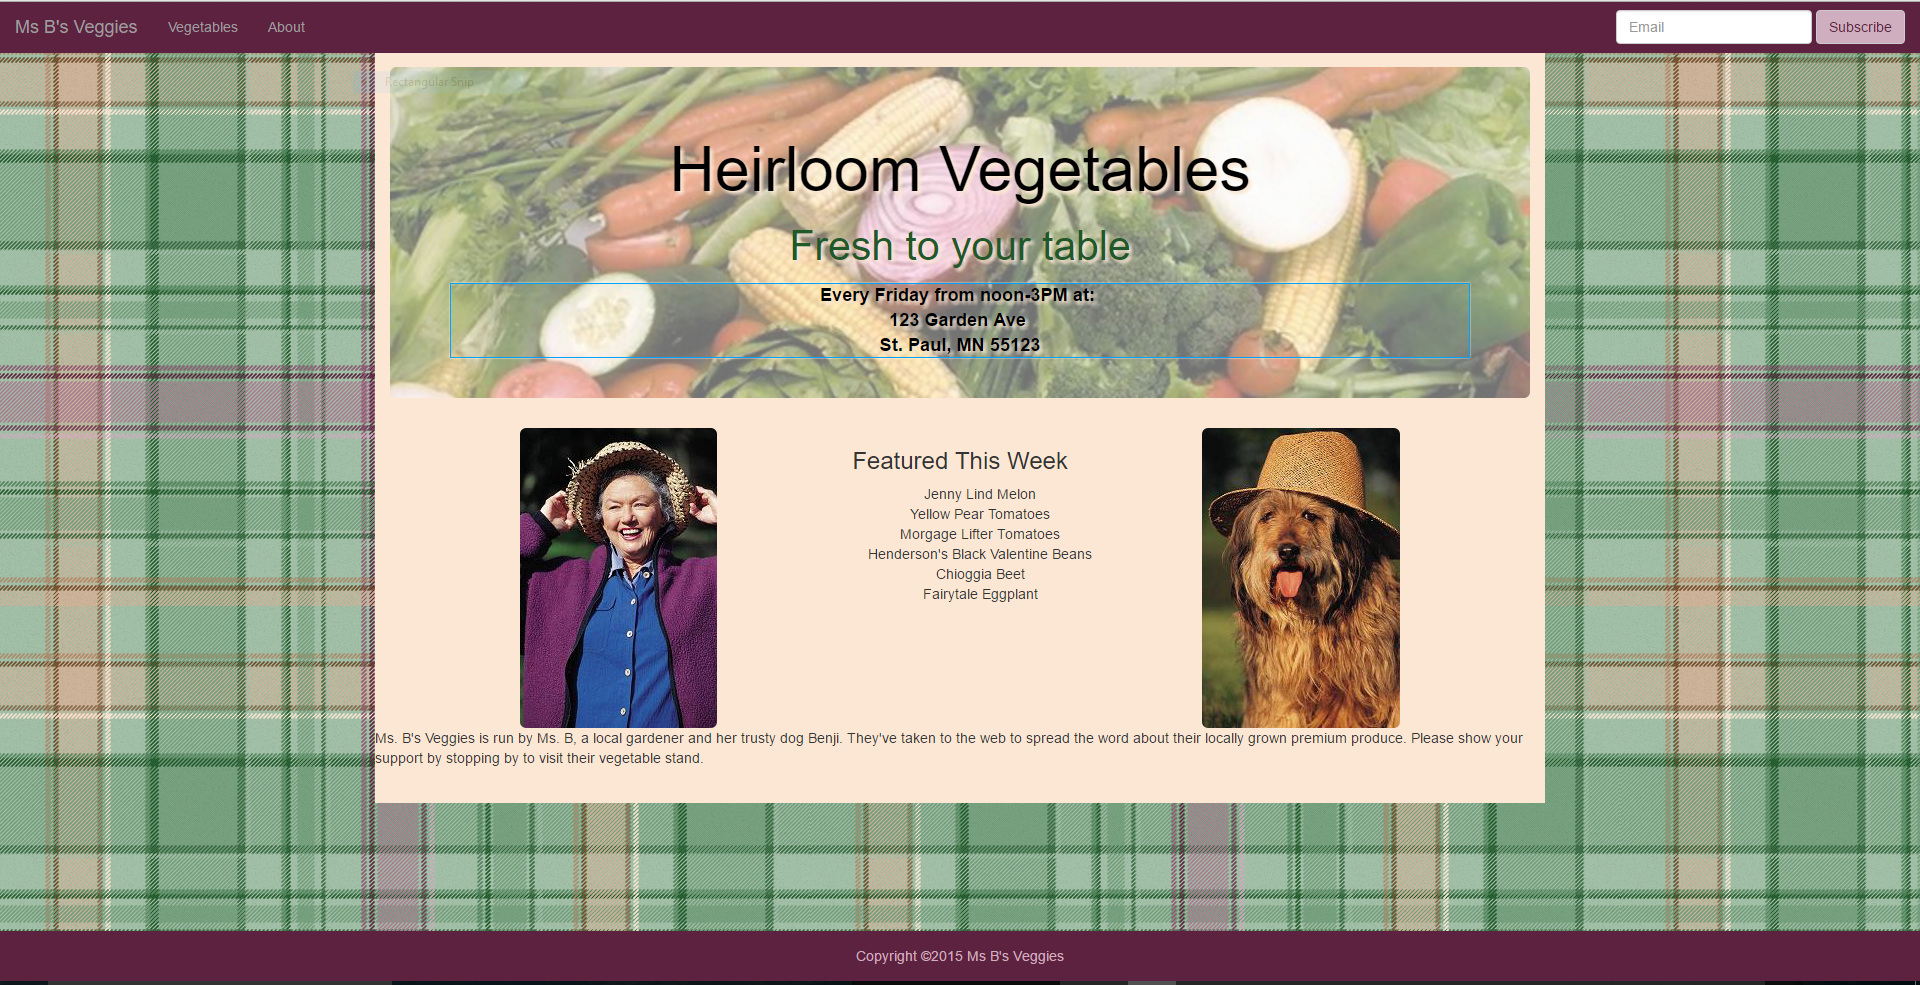 Ms B's Veggies Vegetables About Email Subscribe
Rectangular Snip
Heirloom Vegetables
Fresh to your table
Every Friday from noon-3PM at:
123 Garden Ave
St. Paul, MN 55123
Featured This Week
Jenny Lind Melon
Yellow Pear Tomatoes
Morgage Lifter Tomatoes
Henderson's Black Valentine Beans
Chioggia Beet
Fairytale Eggplant
Ms. B's Veggies is run by Ms. B, a local gardener and her trusty dog Benji. They've taken to the web to spread the word about their locally grown premium produce. Please show your
support by stopping by to visit their vegetable stand.
Copyright ©2015 Ms B's Veggies